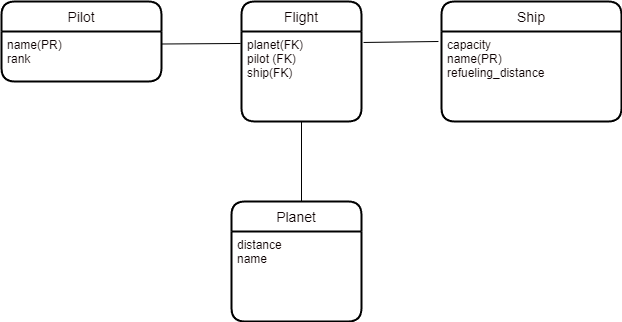 Pilot
name(PR)
rank
Flight
planet(FK)
pilot (FK)
ship(FK)
Ship
capacity
name(PR)
refueling_distance
Planet
distance
name